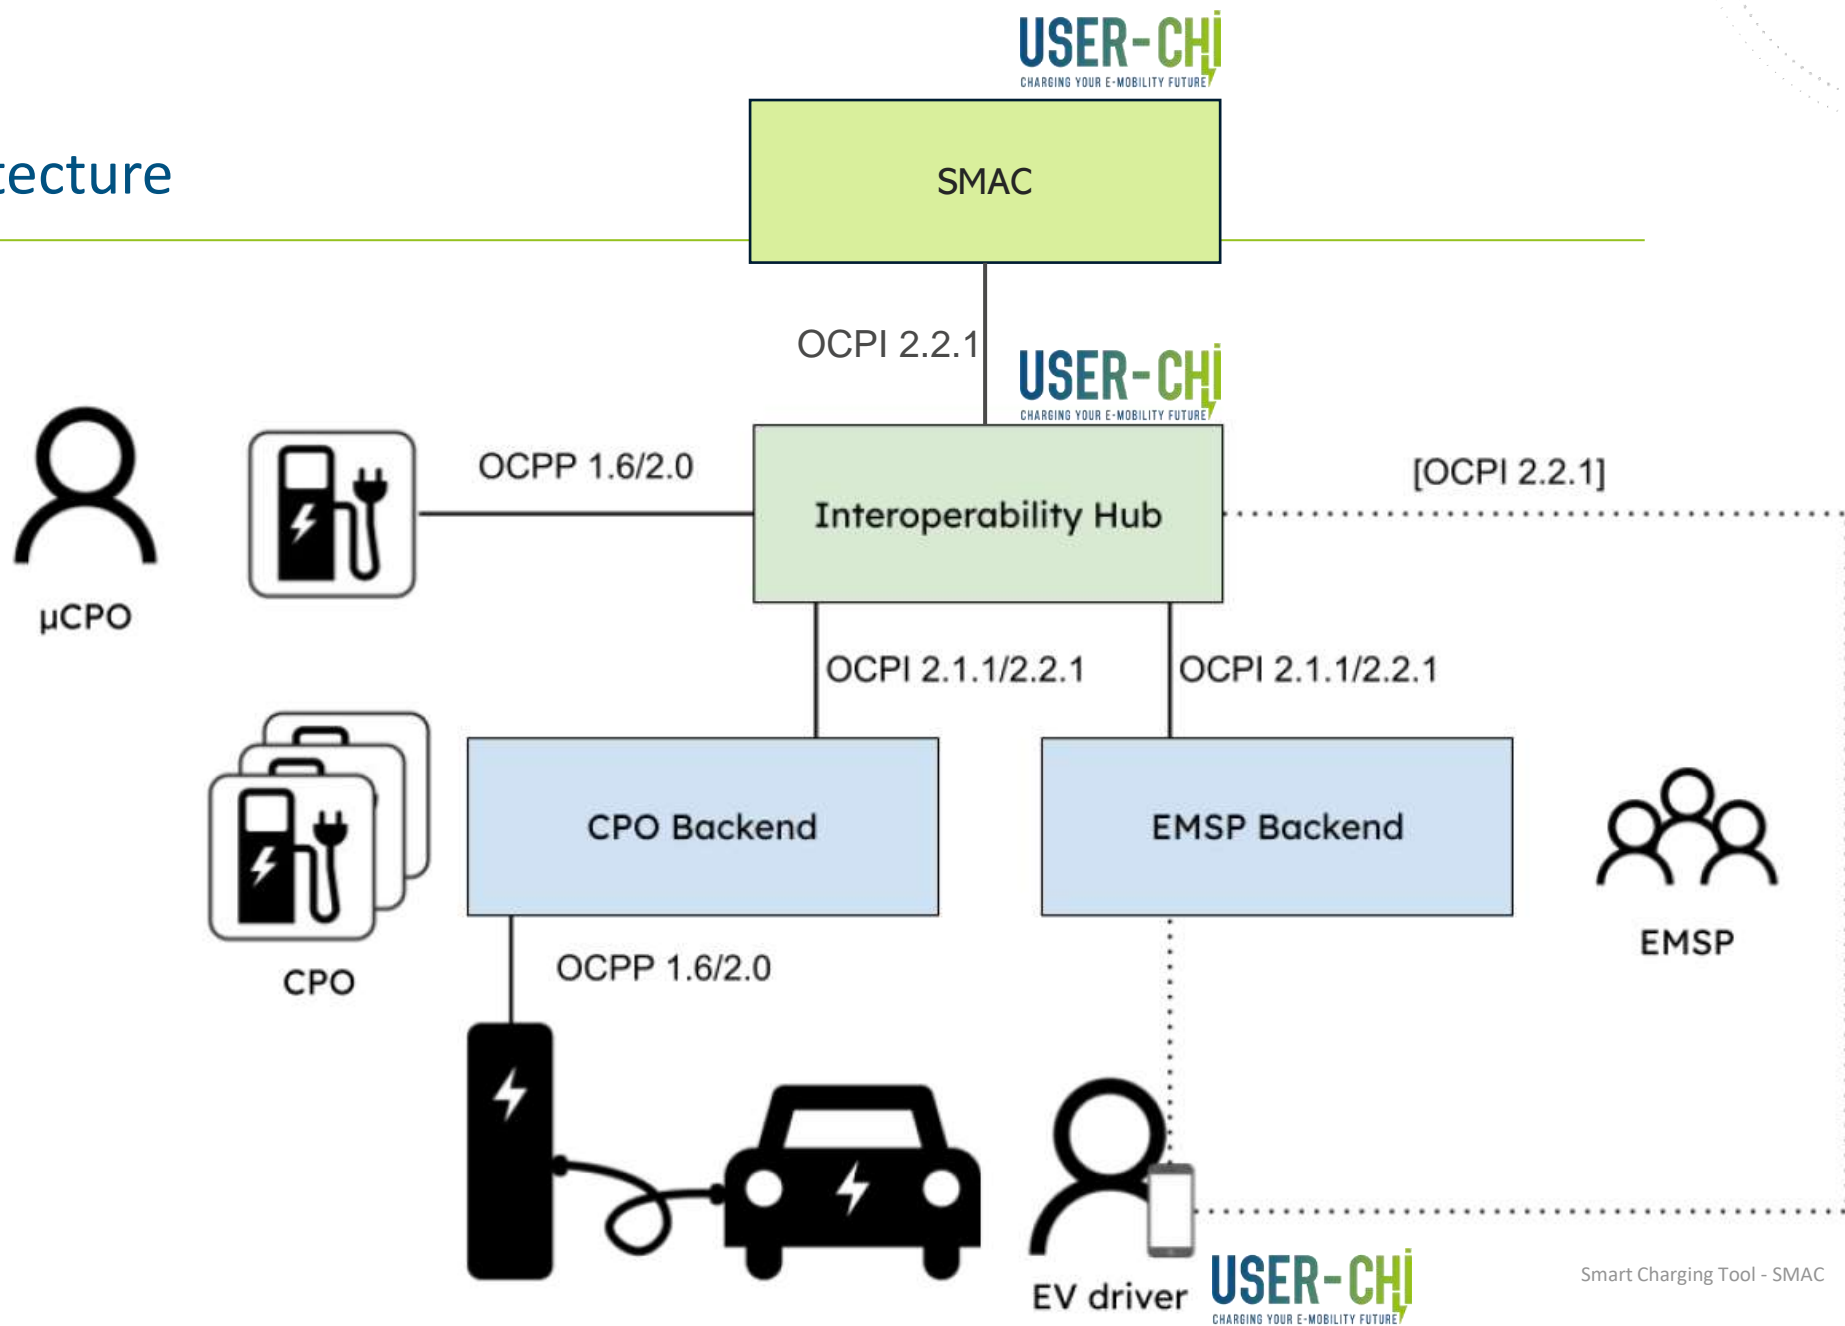 USER-CHi
CHARGING YOUR E-MOBILITY FUTURE
tecture
SMAC
OCPI 2.2.1
USER-CHi
CHARGING YOUR E-MOBILITY FUTURE
OCPP 1.6/2.0
[OCPI 2.2.1]
Interoperability Hub
µCPO
OCPI 2.1.1/2.2.1
OCPI 2.1.1/2.2.1
CPO Backend
EMSP Backend
EMSP
CPO
OCPP 1.6/2.0
EV driver
USER-CHi
CHARGING YOUR E-MOBILITY FUTURE
Smart Charging Tool - SMAC